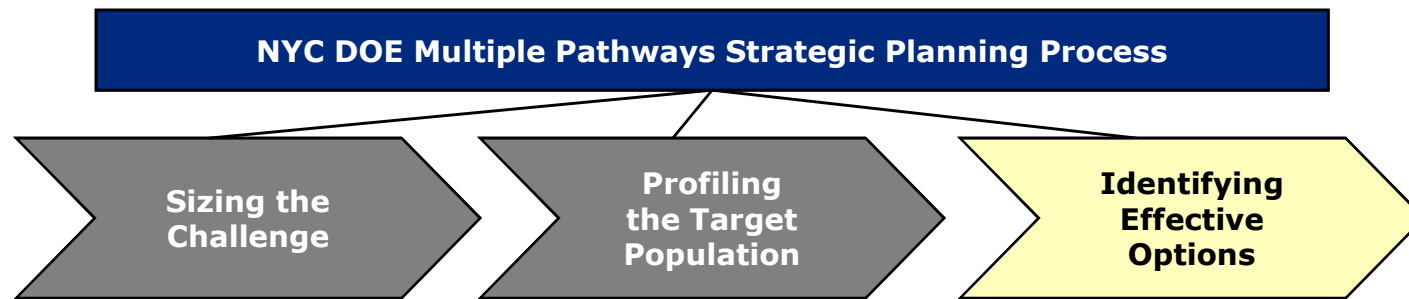 NYC DOE Multiple Pathways Strategic Planning Process
Sizing the
Challenge
Profiling
the Target
Population
Identifying
Effective
Options